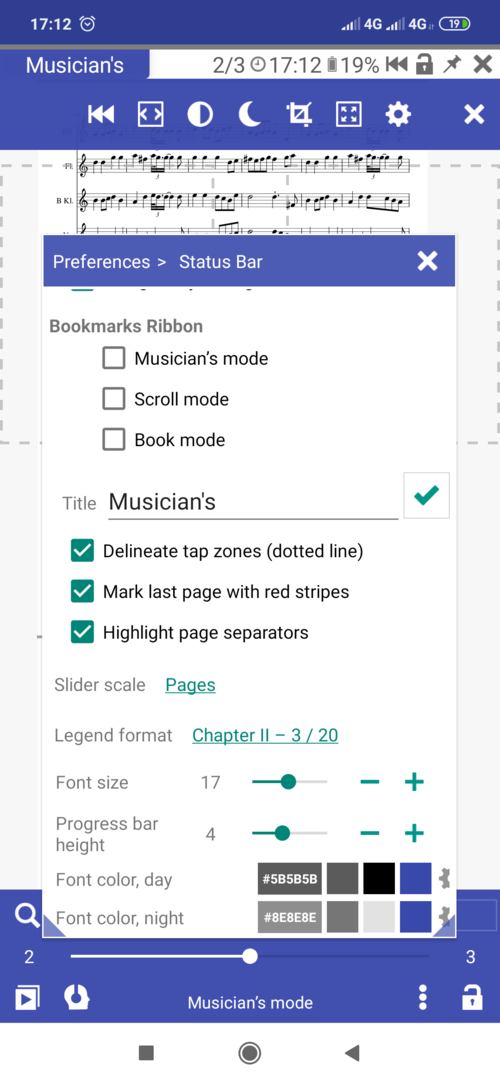 17:12 4G 4G 19
Musician's 2/3 17:12 19%
Fl.
B Kl.
Preferences > Status Bar
Bookmarks Ribbon
Musician's mode
Scroll mode
Book mode
Title Musician's
Delineate tap zones (dotted line)
Mark last page with red stripes
Highlight page separators
Slider scale Pages
Legend format Chapter II – 3 / 20
Font size 17
Progress bar
height 4
Font color, day #5B5B5B
Font color, night #8E8E8E
2 3
Musician's mode